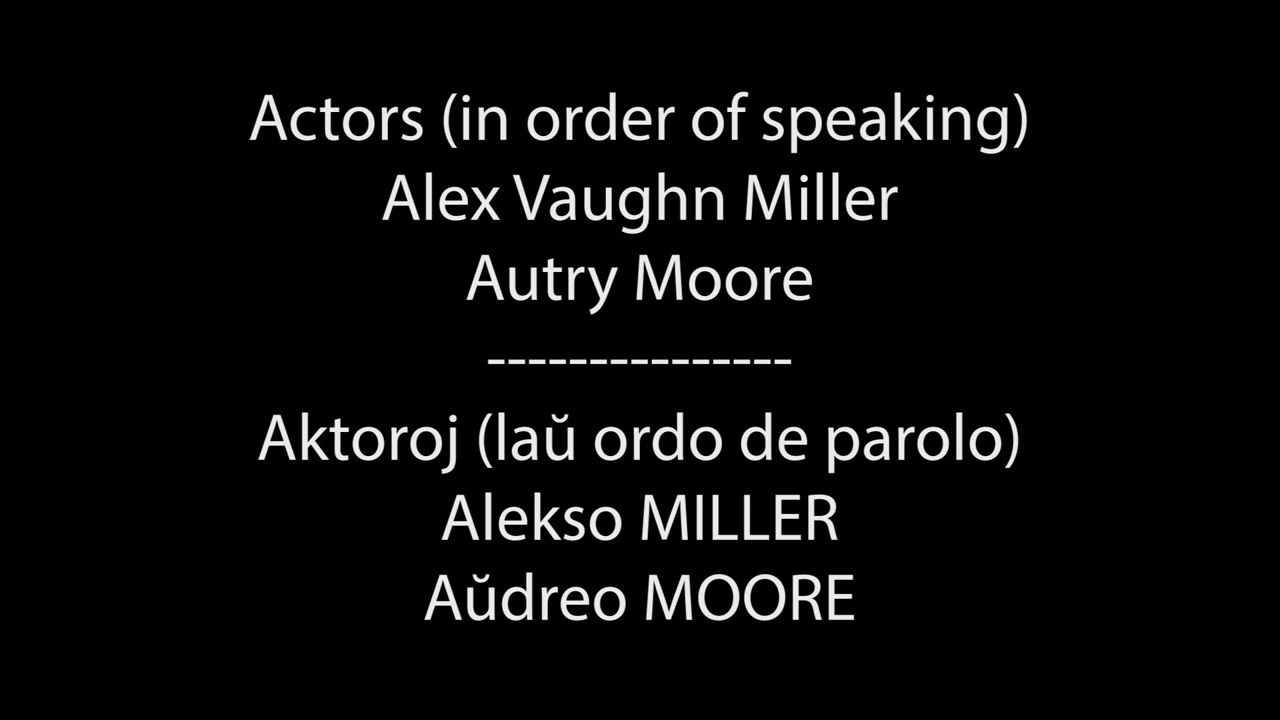 Actors (in order of speaking)
Alex Vaughn Miller
Autry Moore
---------------
Aktoroj (laŭ ordo de parolo)
Alekso MILLER
Aŭdreo MOORE